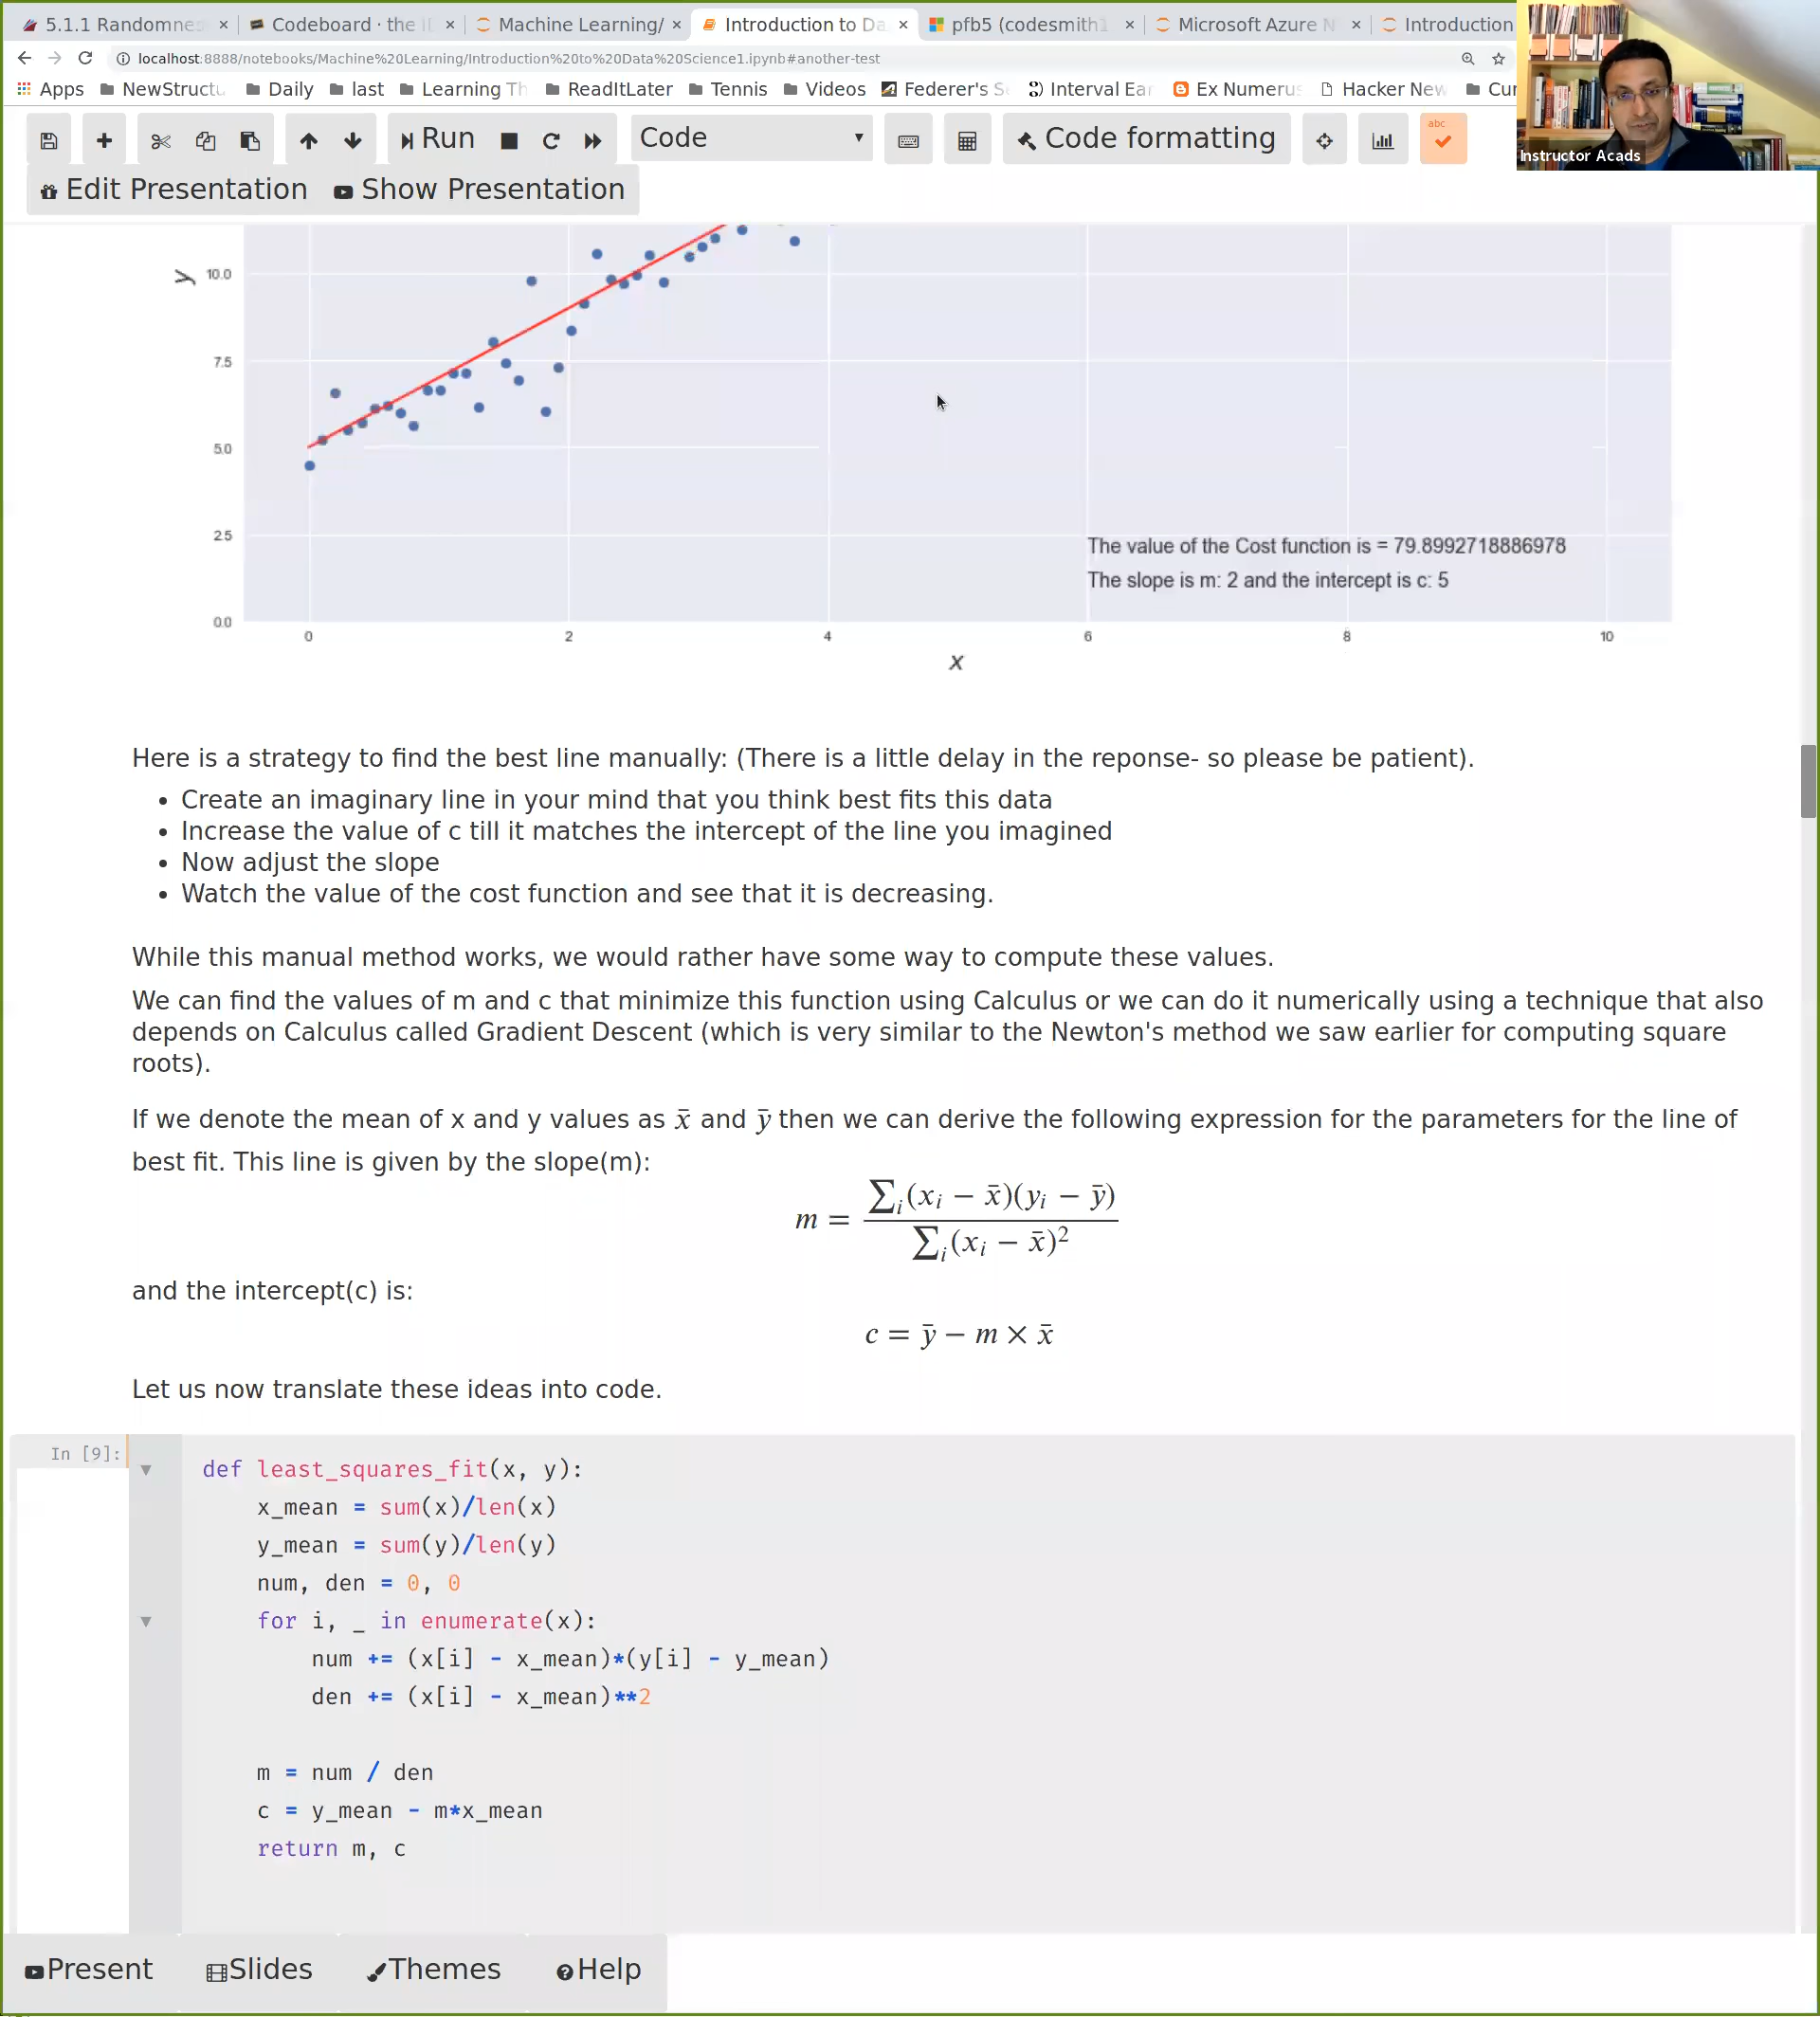 5.1.1 Randomnes
Codeboard · the I
Machine Learning/
Introduction to Da
pfb5 (codesmith
Microsoft Azure N
Introduction
localhost:8888/notebooks/Machine%20Learning/Introduction%20to%20Data%20Science1.ipynb#another-test
Apps NewStructu Daily last Learning Th ReadItLater Tennis Videos Federer's S Interval Ear Ex Numerus Hacker New Cur
Instructor Acads
Run Code Code formatting abc
Edit Presentation Show Presentation
y
10.0
7.5
5.0
2.5
0.0
The value of the Cost function is = 79.8992718886978
The slope is m: 2 and the intercept is c: 5
0 2 4 6 8 10
x
Here is a strategy to find the best line manually: (There is a little delay in the reponse- so please be patient).
• Create an imaginary line in your mind that you think best fits this data
• Increase the value of c till it matches the intercept of the line you imagined
• Now adjust the slope
• Watch the value of the cost function and see that it is decreasing.
While this manual method works, we would rather have some way to compute these values.
We can find the values of m and c that minimize this function using Calculus or we can do it numerically using a technique that also
depends on Calculus called Gradient Descent (which is very similar to the Newton's method we saw earlier for computing square
roots).
If we denote the mean of x and y values as x̄ and ȳ then we can derive the following expression for the parameters for the line of
best fit. This line is given by the slope(m):
m = ∑ᵢ(xᵢ − x̄)(yᵢ − ȳ) / ∑ᵢ(xᵢ − x̄)²
and the intercept(c) is:
c = ȳ − m × x̄
Let us now translate these ideas into code.
In [9]:
def least_squares_fit(x, y):
    x_mean = sum(x)/len(x)
    y_mean = sum(y)/len(y)
    num, den = 0, 0
    for i, _ in enumerate(x):
        num += (x[i] - x_mean)*(y[i] - y_mean)
        den += (x[i] - x_mean)**2
    m = num / den
    c = y_mean - m*x_mean
    return m, c
Present Slides Themes Help